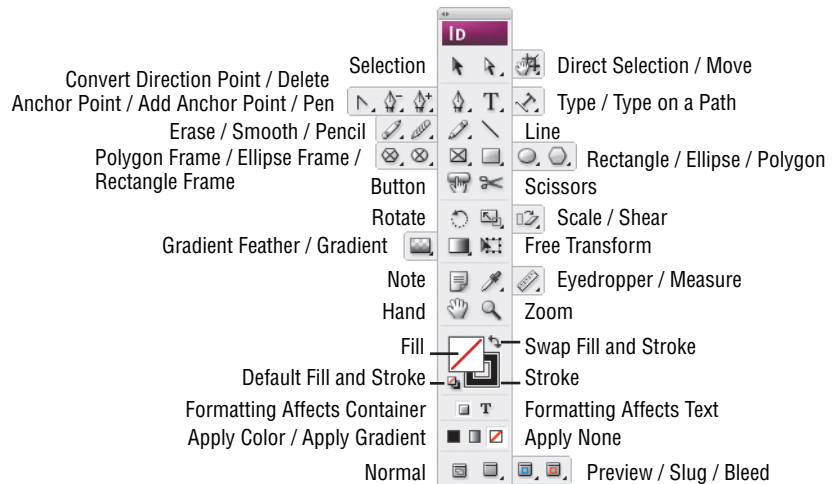 ID
Selection
Direct Selection / Move
Convert Direction Point / Delete
Anchor Point / Add Anchor Point / Pen
T
Type / Type on a Path
Erase / Smooth / Pencil
Line
Polygon Frame / Ellipse Frame /
Rectangle Frame
Rectangle / Ellipse / Polygon
Button
Scissors
Rotate
Scale / Shear
Gradient Feather / Gradient
Free Transform
Note
Eyedropper / Measure
Hand
Zoom
Fill
Swap Fill and Stroke
Default Fill and Stroke
Stroke
Formatting Affects Container
T
Formatting Affects Text
Apply Color / Apply Gradient
Apply None
Normal
Preview / Slug / Bleed